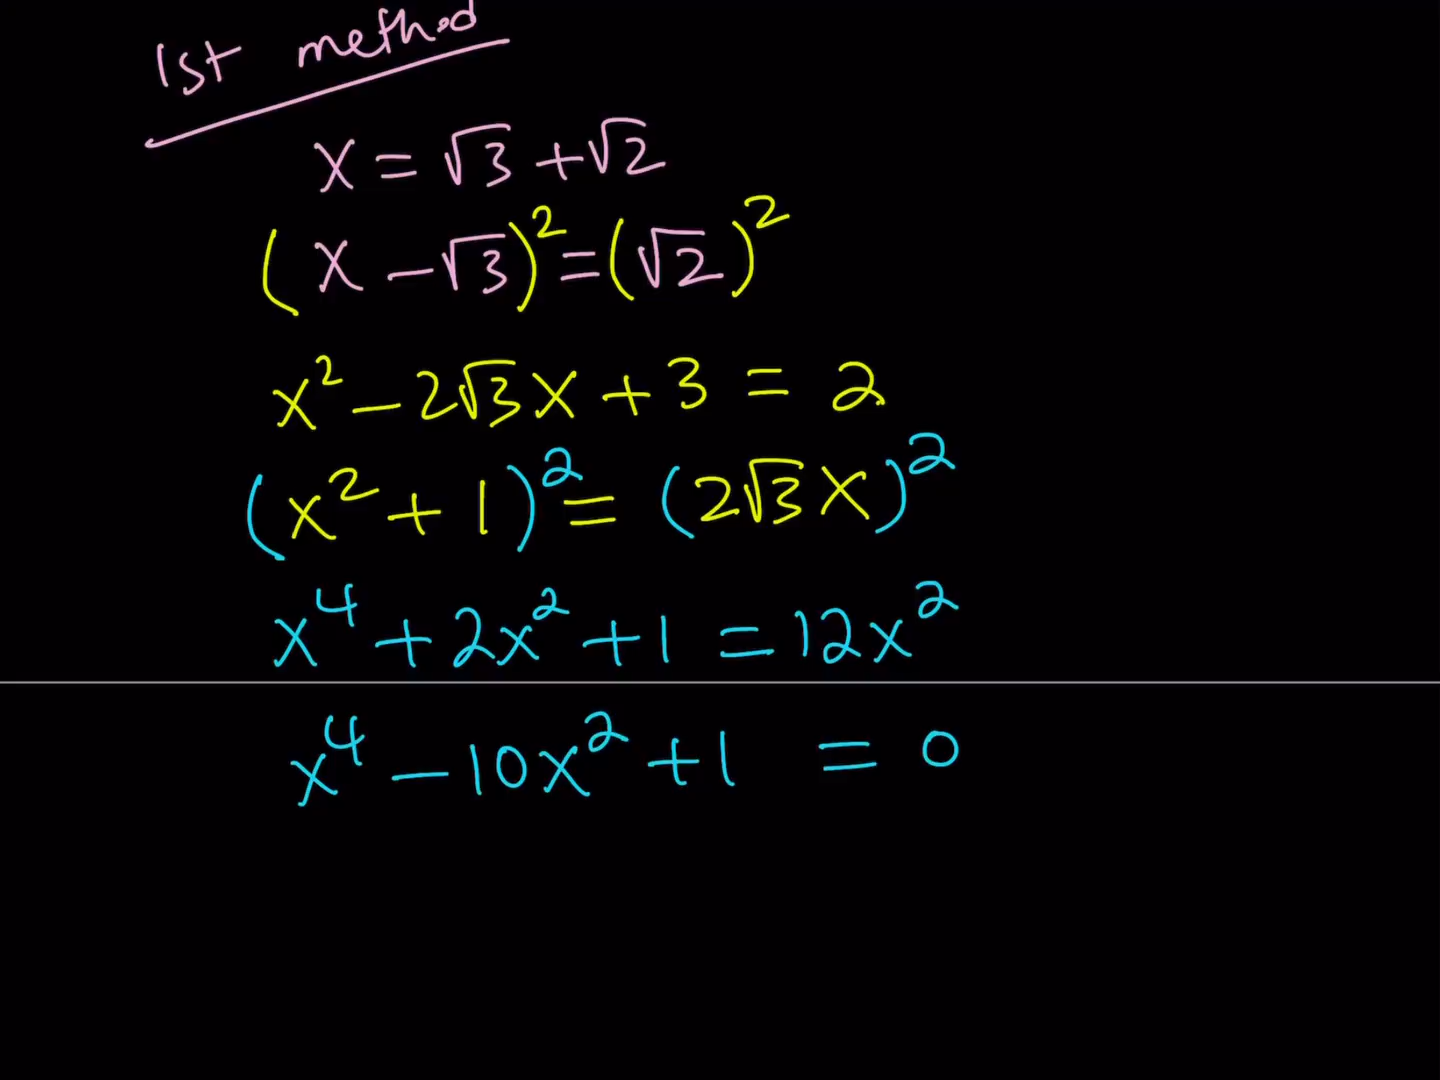 1st method
x = √3 + √2
(x - √3)² = (√2)²
x² - 2√3x + 3 = 2
(x² + 1)² = (2√3x)²
x⁴ + 2x² + 1 = 12x²
x⁴ - 10x² + 1 = 0